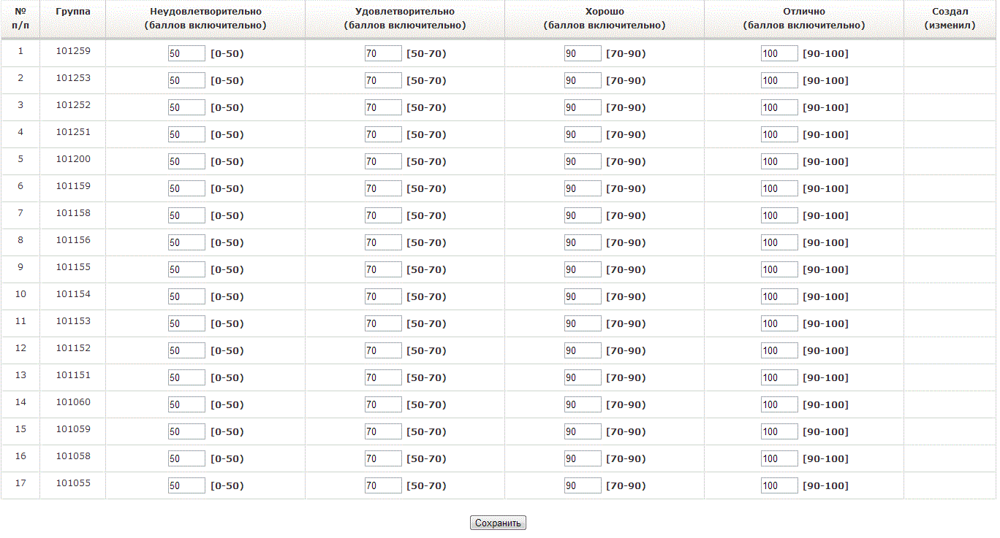 № п/п Группа Неудовлетворительно (баллов включительно) Удовлетворительно (баллов включительно) Хорошо (баллов включительно) Отлично (баллов включительно) Создал (изменил)
1 101259 50 [0-50) 70 [50-70) 90 [70-90) 100 [90-100]
2 101253 50 [0-50) 70 [50-70) 90 [70-90) 100 [90-100]
3 101252 50 [0-50) 70 [50-70) 90 [70-90) 100 [90-100]
4 101251 50 [0-50) 70 [50-70) 90 [70-90) 100 [90-100]
5 101200 50 [0-50) 70 [50-70) 90 [70-90) 100 [90-100]
6 101159 50 [0-50) 70 [50-70) 90 [70-90) 100 [90-100]
7 101158 50 [0-50) 70 [50-70) 90 [70-90) 100 [90-100]
8 101156 50 [0-50) 70 [50-70) 90 [70-90) 100 [90-100]
9 101155 50 [0-50) 70 [50-70) 90 [70-90) 100 [90-100]
10 101154 50 [0-50) 70 [50-70) 90 [70-90) 100 [90-100]
11 101153 50 [0-50) 70 [50-70) 90 [70-90) 100 [90-100]
12 101152 50 [0-50) 70 [50-70) 90 [70-90) 100 [90-100]
13 101151 50 [0-50) 70 [50-70) 90 [70-90) 100 [90-100]
14 101060 50 [0-50) 70 [50-70) 90 [70-90) 100 [90-100]
15 101059 50 [0-50) 70 [50-70) 90 [70-90) 100 [90-100]
16 101058 50 [0-50) 70 [50-70) 90 [70-90) 100 [90-100]
17 101055 50 [0-50) 70 [50-70) 90 [70-90) 100 [90-100]
Сохранить